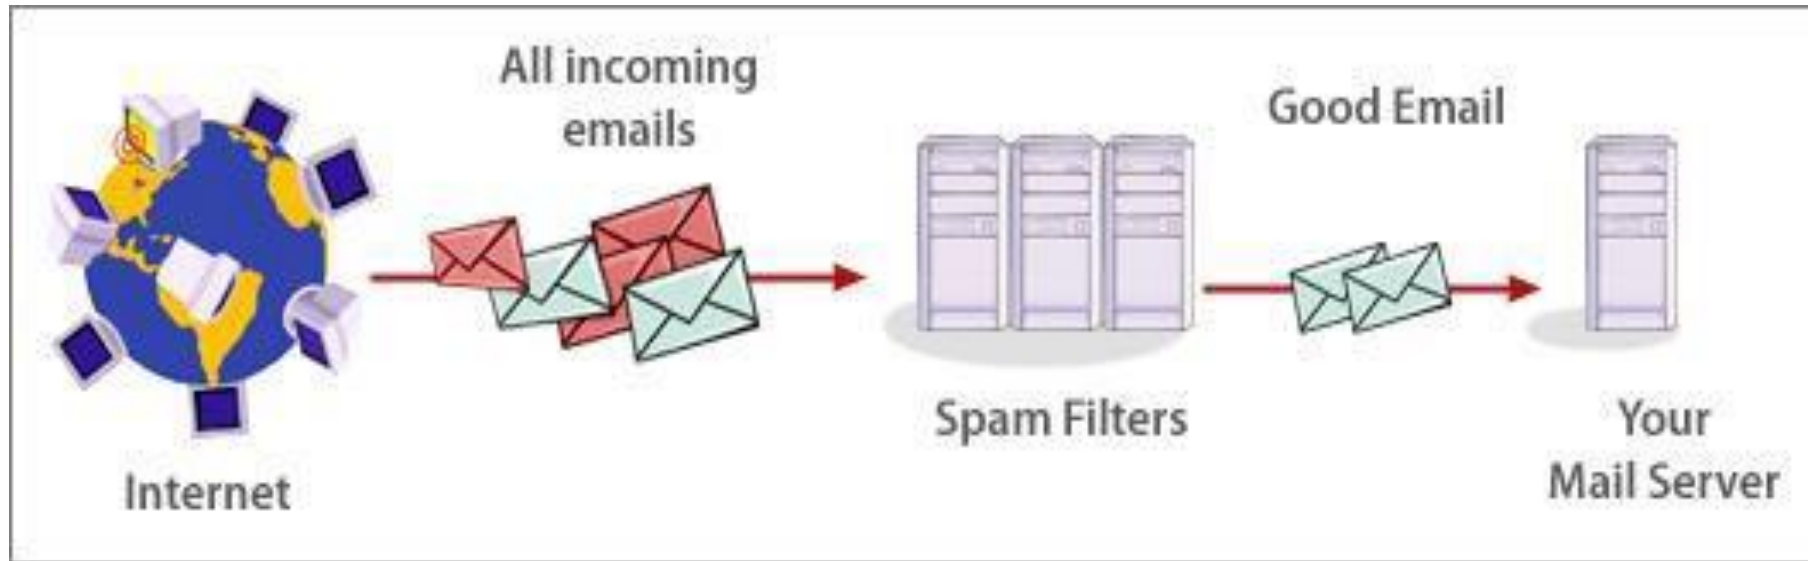 All incoming
emails
Good Email
Internet
Spam Filters
Your
Mail Server